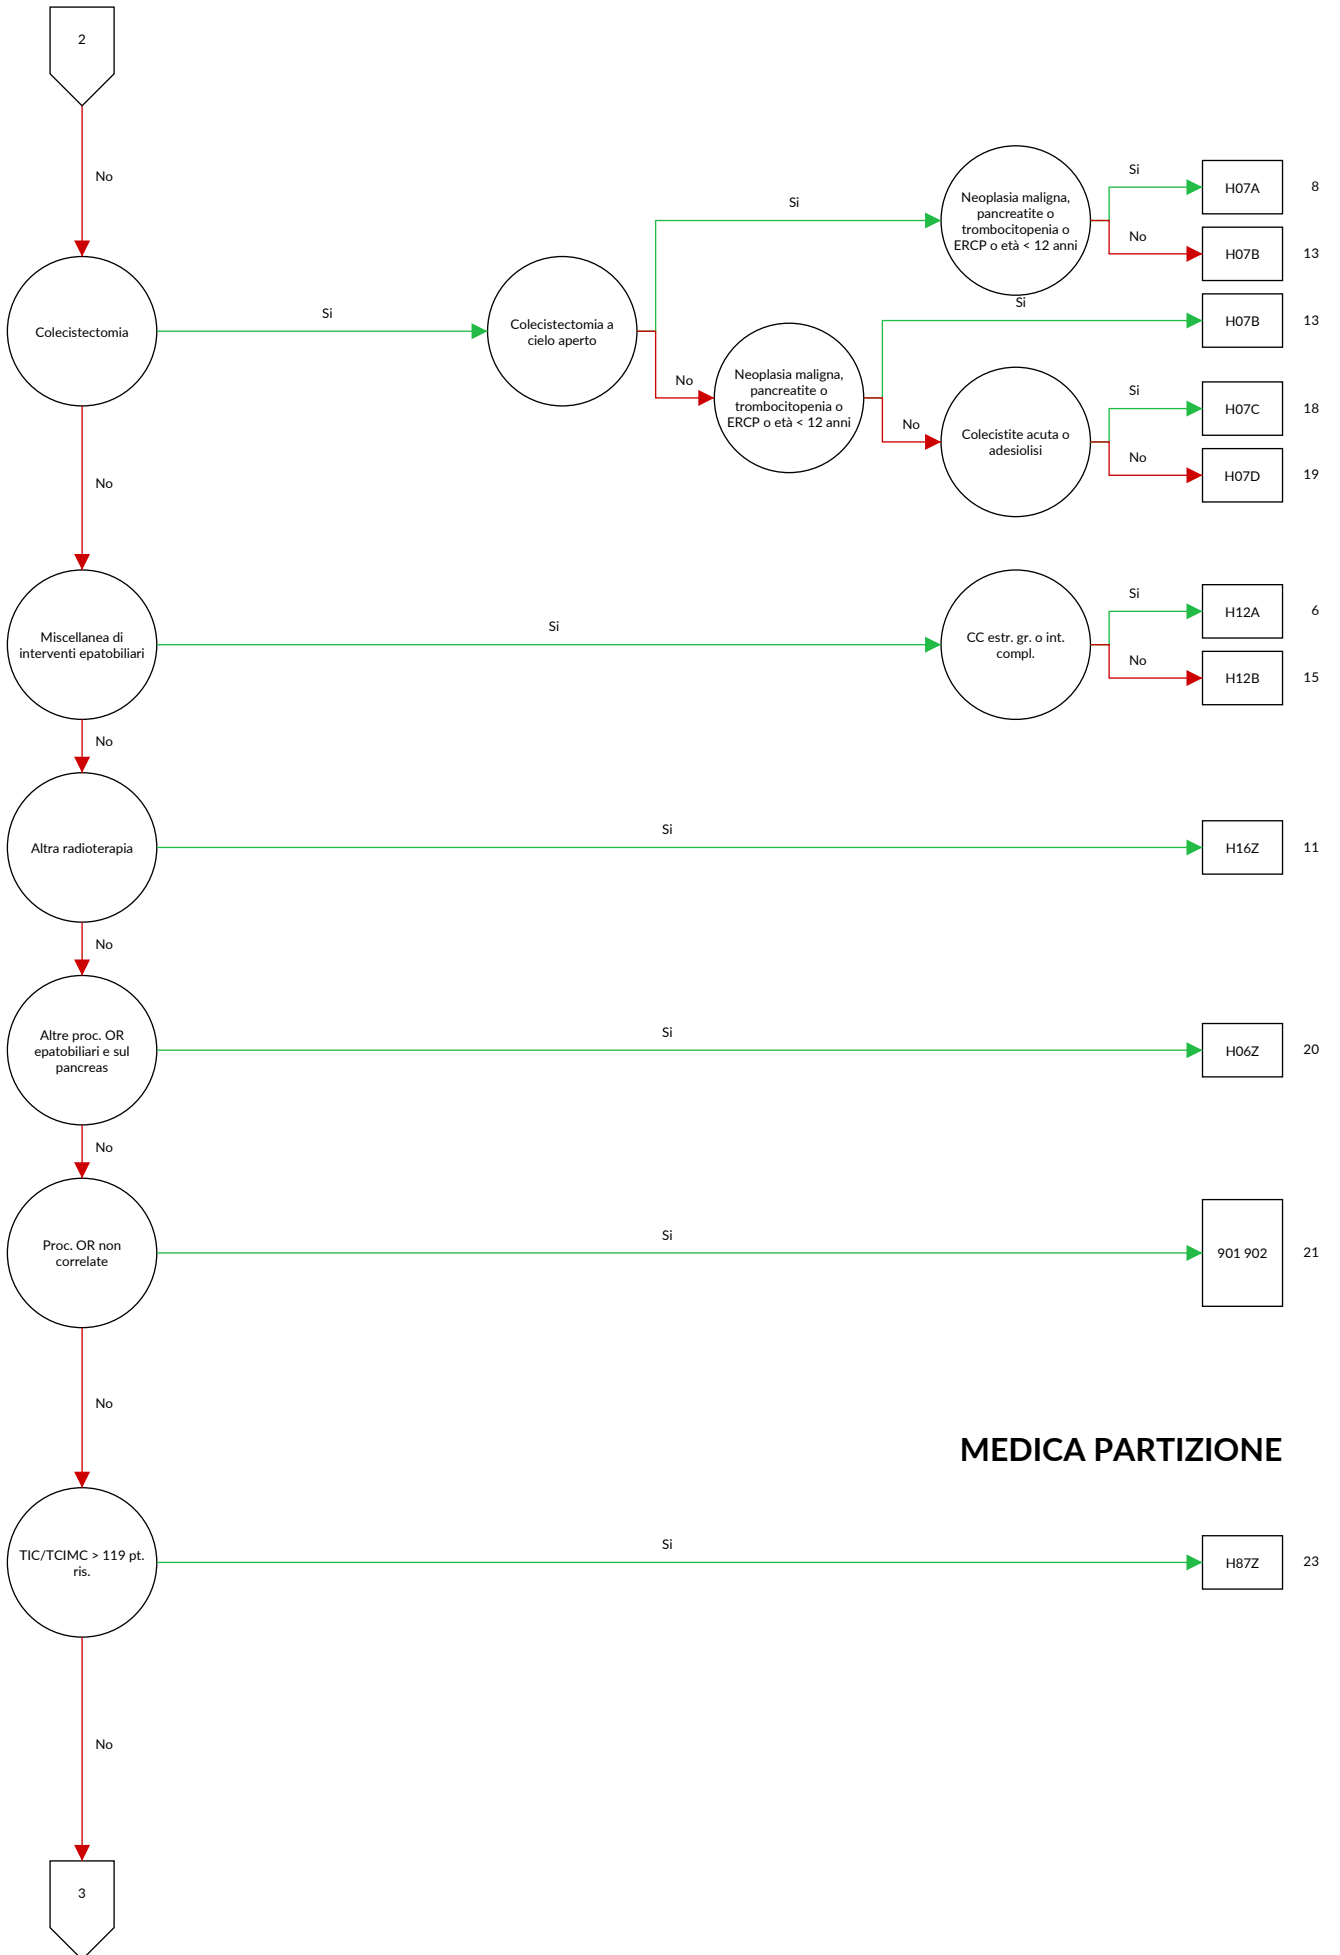 2
No
Colecistectomia
Si
Colecistectomia a
cielo aperto
Si
Neoplasia maligna,
pancreatite o
trombocitopenia o
ERCP o età < 12 anni
Si
H07A
8
No
H07B
13
No
Neoplasia maligna,
pancreatite o
trombocitopenia o
ERCP o età < 12 anni
Si
H07B
13
No
Colecistite acuta o
adesiolisi
Si
H07C
18
No
H07D
19
No
Miscellanea di
interventi epatobiliari
Si
CC estr. gr. o int.
compl.
Si
H12A
6
No
H12B
15
No
Altra radioterapia
Si
H16Z
11
No
Altre proc. OR
epatobiliari e sul
pancreas
Si
H06Z
20
No
Proc. OR non
correlate
Si
901 902
21
No
MEDICA PARTIZIONE
TIC/TCIMC > 119 pt.
ris.
Si
H87Z
23
No
3